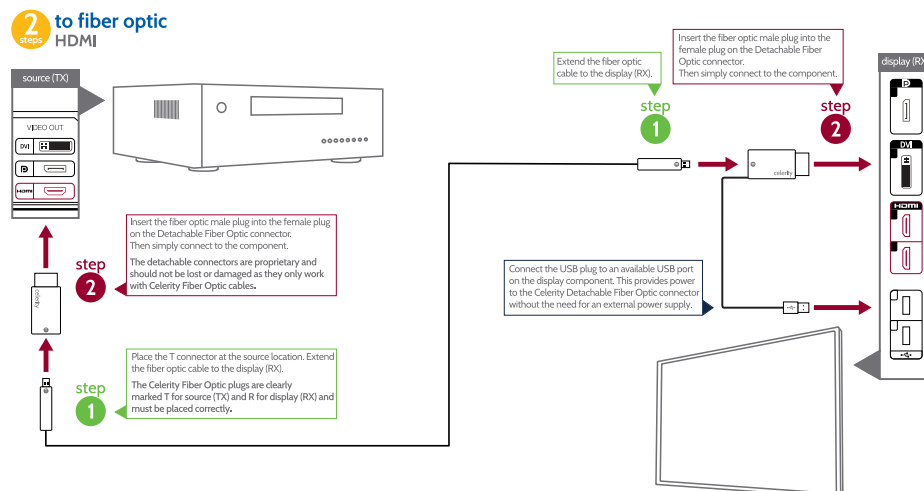 2
steps
to fiber optic
HDMI
source (TX)
VIDEO OUT
DVI
HDMI
celerity
step
2
Insert the fiber optic male plug into the female plug
on the Detachable Fiber Optic connector.
Then simply connect to the component.
The detachable connectors are proprietary and
should not be lost or damaged as they only work
with Celerity Fiber Optic cables.
step
1
Place the T connector at the source location. Extend
the fiber optic cable to the display (RX).
The Celerity Fiber Optic plugs are clearly
marked T for source (TX) and R for display (RX) and
must be placed correctly.
Extend the fiber optic
cable to the display (RX).
step
1
Insert the fiber optic male plug into the
female plug on the Detachable Fiber
Optic connector.
Then simply connect to the component.
step
2
celerity
Connect the USB plug to an available USB port
on the display component. This provides power
to the Celerity Detachable Fiber Optic connector
without the need for an external power supply.
display (RX
DVI
HDMI